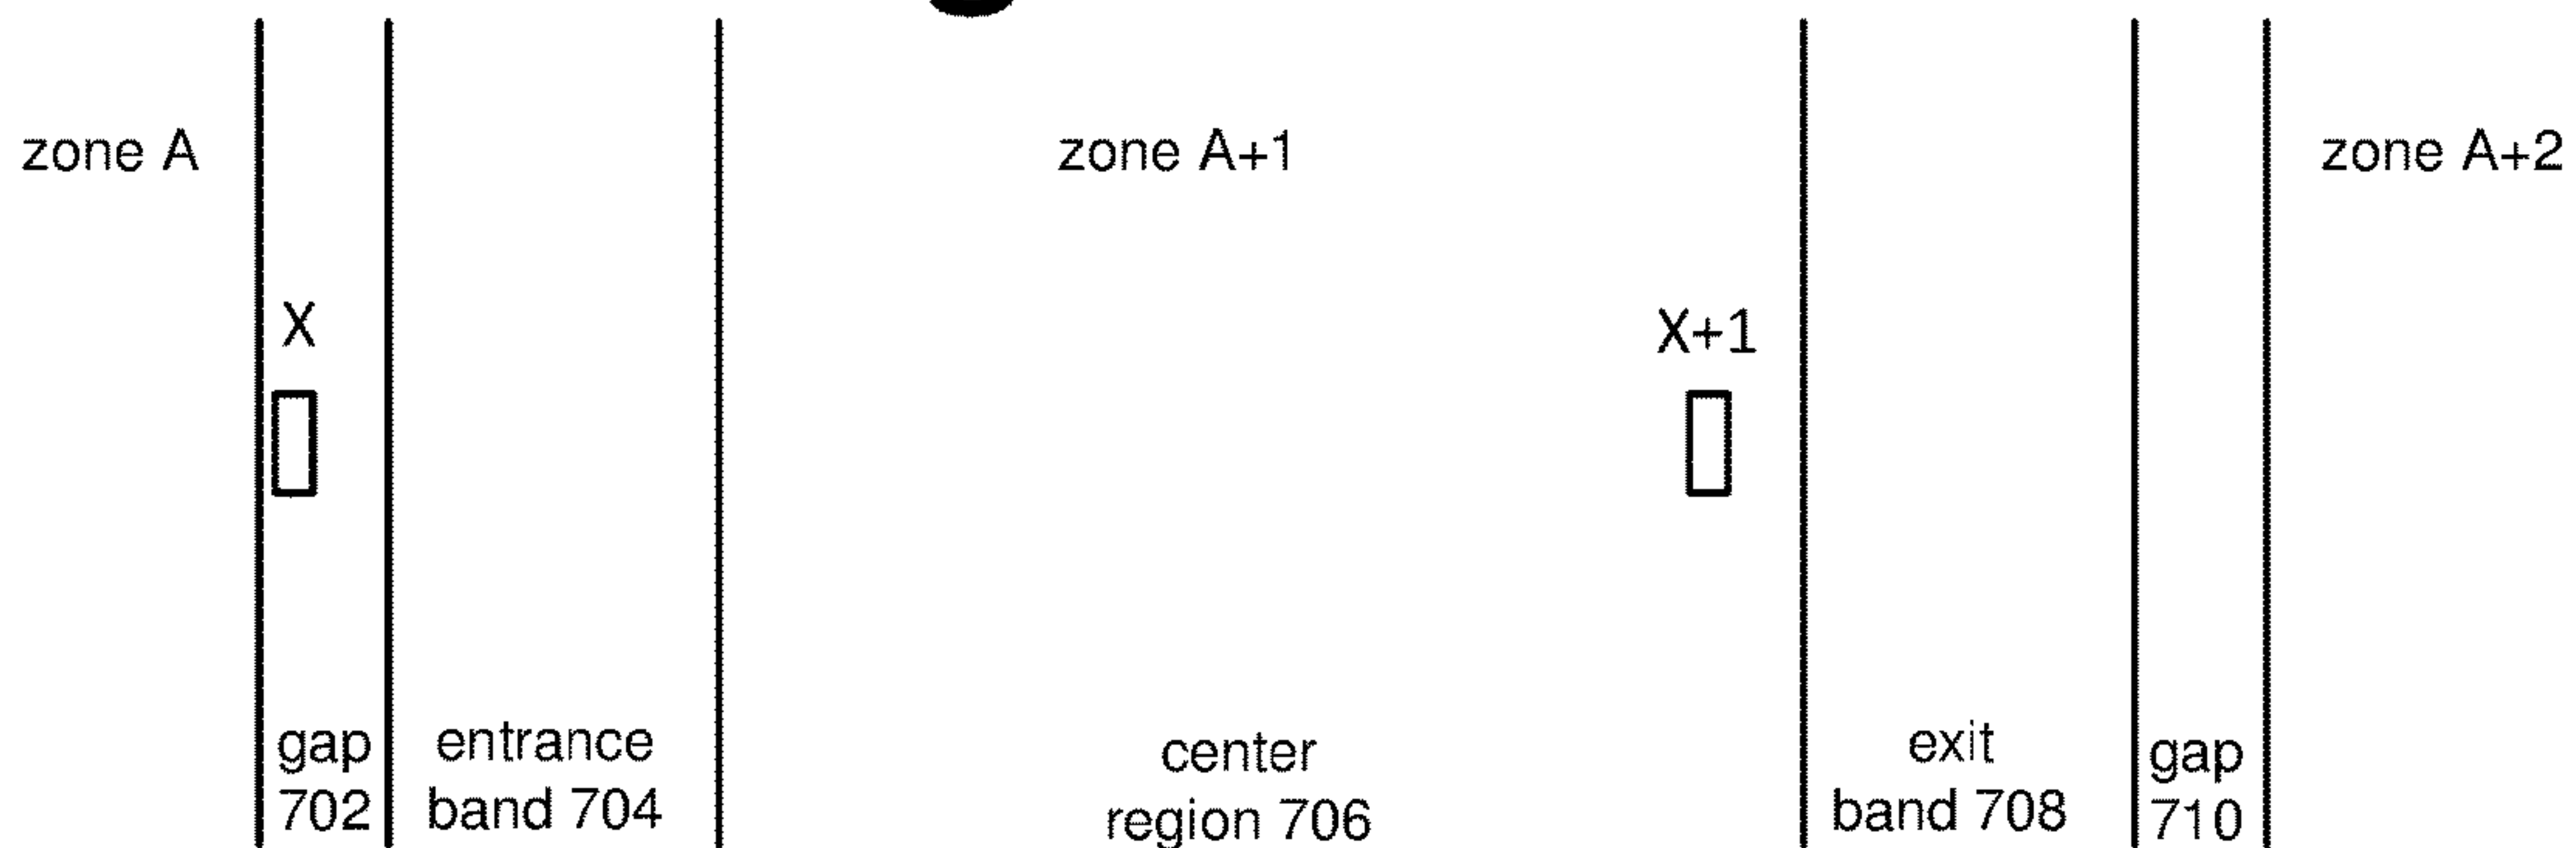 zone A
zone A+1
zone A+2
X
X+1
gap
702
entrance
band 704
center
region 706
exit
band 708
gap
710